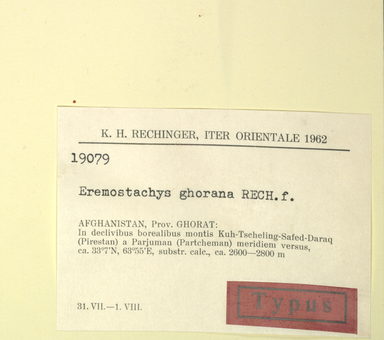 K. H. RECHINGER, ITER ORIENTALE 1962
19079
Eremostachys ghorana RECH.f.
AFGHANISTAN, Prov. GHORAT:
In declivibus borealibus montis Kuh-Tscheling-Safed-Daraq
(Pirestan) a Parjuman (Partcheman) meridiem versus,
ca. 33°7'N, 63°55'E, substr. calc., ca. 2600—2800 m
31. VII.—1. VIII.
Typus